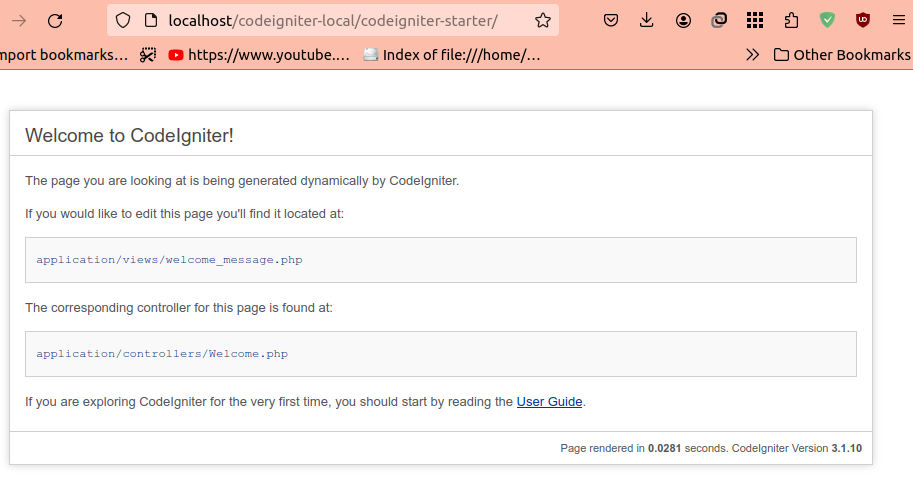 localhost/codeigniter-local/codeigniter-starter/
mport bookmarks... https://www.youtube.... Index of file:///home/... Other Bookmarks
Welcome to CodeIgniter!
The page you are looking at is being generated dynamically by CodeIgniter.
If you would like to edit this page you'll find it located at:
application/views/welcome_message.php
The corresponding controller for this page is found at:
application/controllers/Welcome.php
If you are exploring CodeIgniter for the very first time, you should start by reading the User Guide.
Page rendered in 0.0281 seconds. CodeIgniter Version 3.1.10